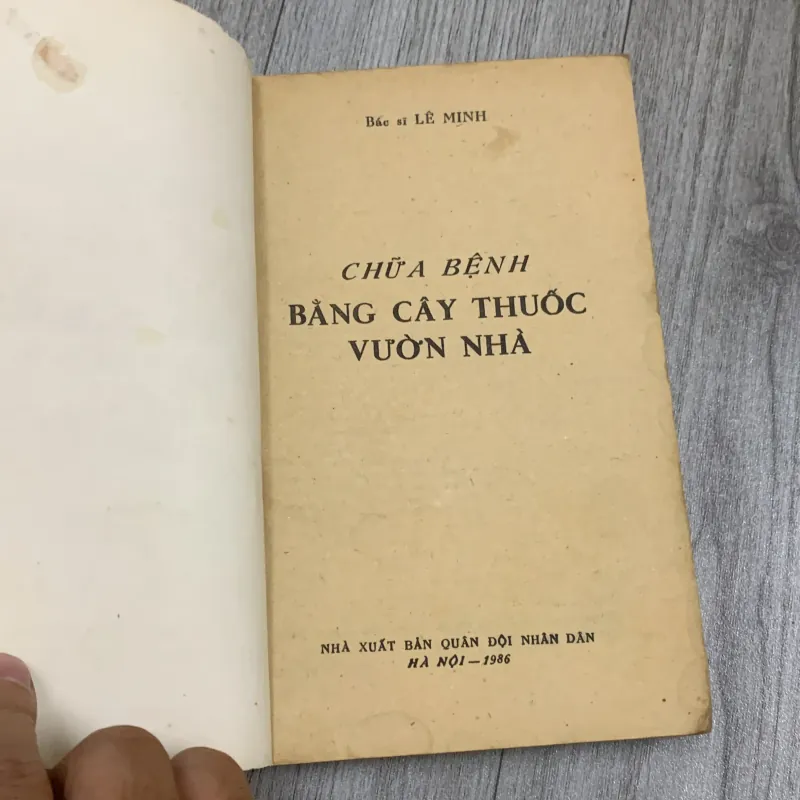 Bác sĩ LÊ MINH
CHỮA BỆNH
BẰNG CÂY THUỐC
VƯỜN NHÀ
NHÀ XUẤT BẢN QUÂN ĐỘI NHÂN DÂN
HÀ NỘI — 1986